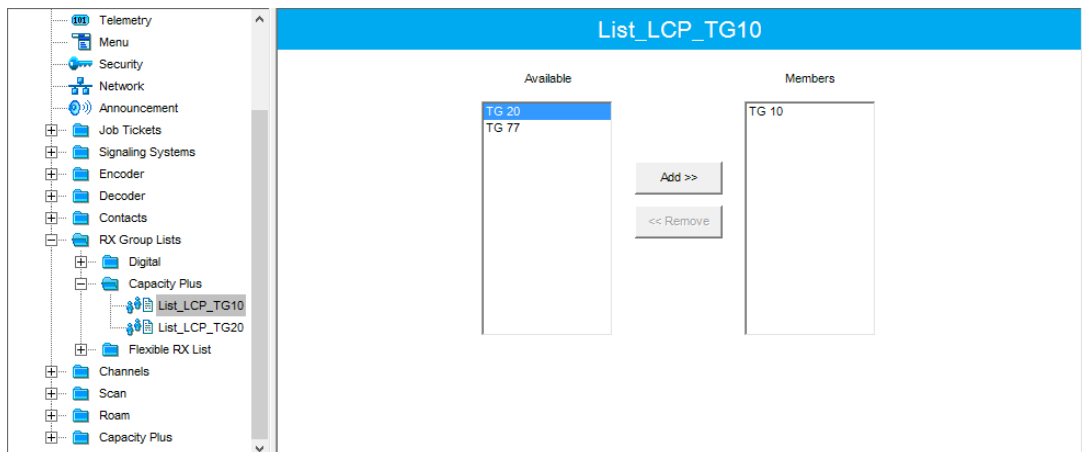 Telemetry
Menu
Security
Network
Announcement
Job Tickets
Signaling Systems
Encoder
Decoder
Contacts
RX Group Lists
Digital
Capacity Plus
List_LCP_TG10
List_LCP_TG20
Flexible RX List
Channels
Scan
Roam
Capacity Plus
List_LCP_TG10
Available
Members
TG 20
TG 77
TG 10
Add >>
<< Remove